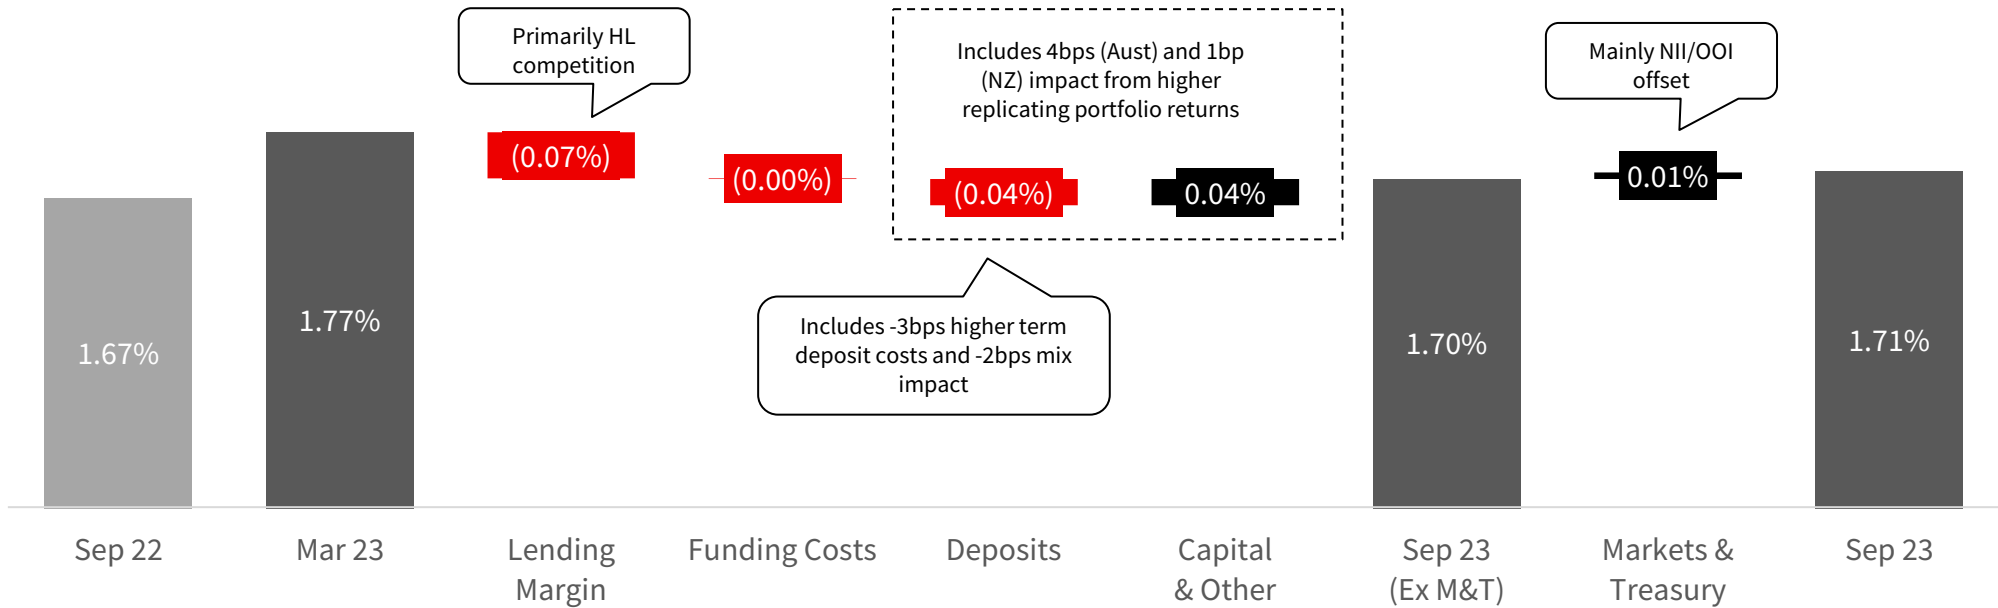 Primarily HL
competition
Includes 4bps (Aust) and 1bp
(NZ) impact from higher
replicating portfolio returns
Mainly NII/OOI
offset
(0.07%)
(0.00%)
(0.04%)
0.04%
0.01%
1.67%
1.77%
Includes -3bps higher term
deposit costs and -2bps mix
impact
1.70%
1.71%
Sep 22
Mar 23
Lending
Margin
Funding Costs
Deposits
Capital
& Other
Sep 23
(Ex M&T)
Markets &
Treasury
Sep 23